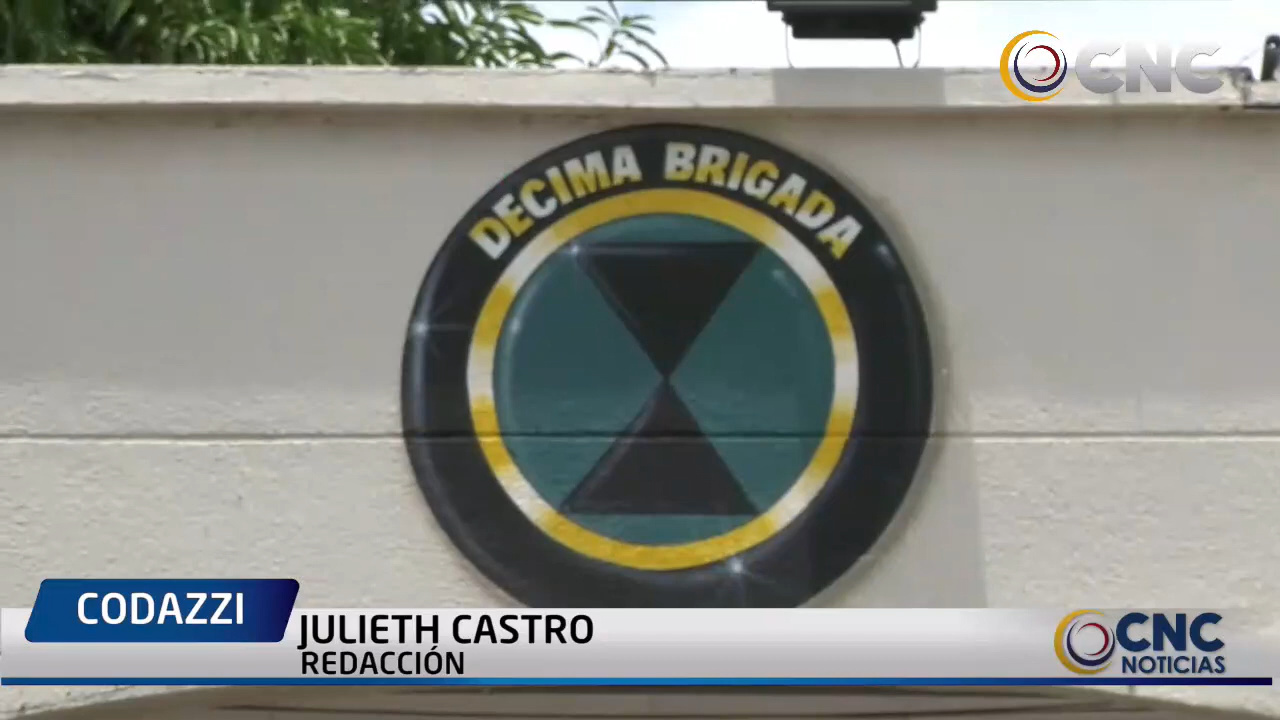 CNC
DECIMA BRIGADA
CODAZZI
JULIETH CASTRO
REDACCIÓN
CNC
NOTICIAS